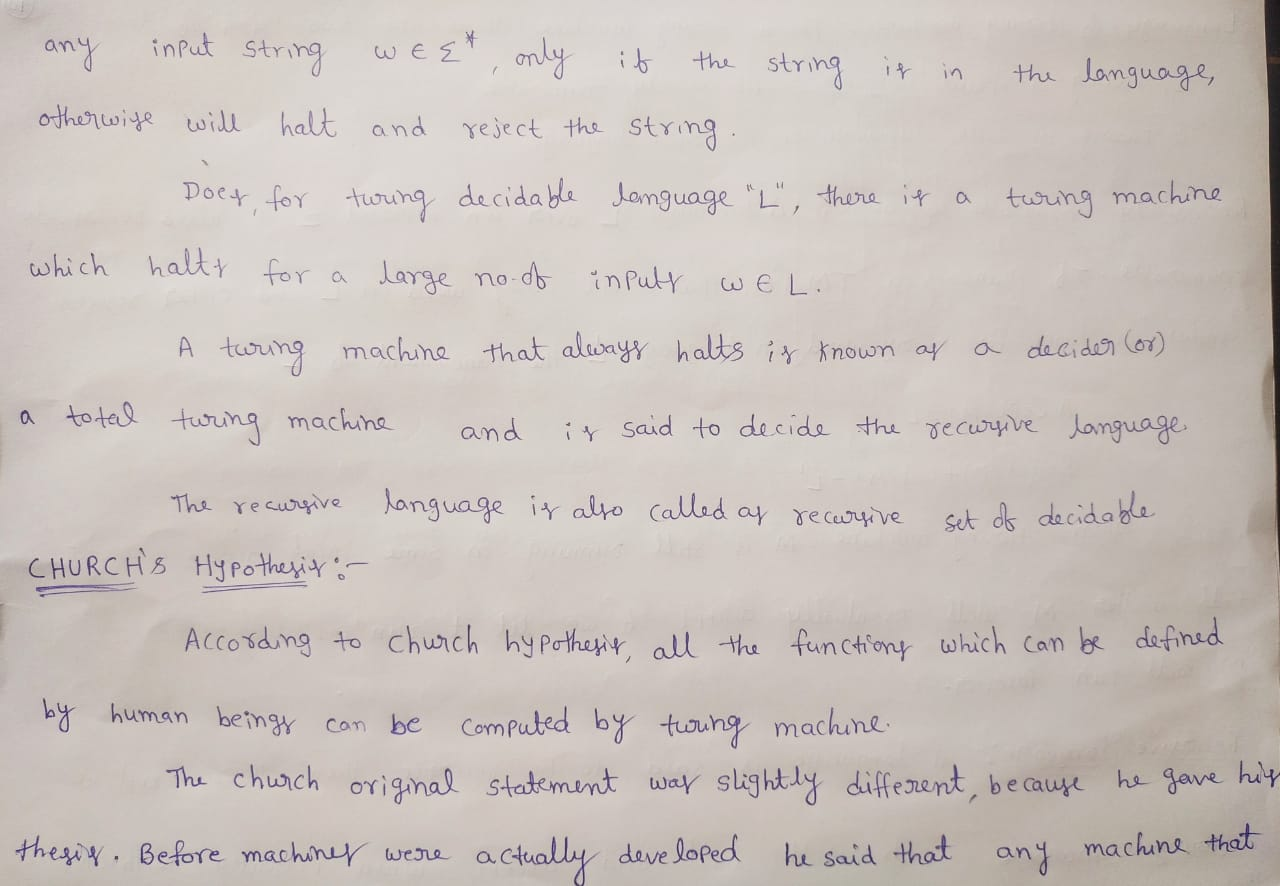 any input string w ∈ Σ*, only if the string is in the language,
otherwise will halt and reject the string.
Does, for turing decidable language "L", there is a turing machine
which halts for a large no.of inputs w ∈ L.
A turing machine that always halts is known as a decider (or)
a total turing machine and is said to decide the recursive language.
The recursive language is also called as recursive set of decidable
CHURCH'S Hypothesis :-
According to church hypothesis, all the functions which can be defined
by human beings can be computed by turing machine.
The church original statement was slightly different, because he gave his
thesis. Before machines were actually developed he said that any machine that